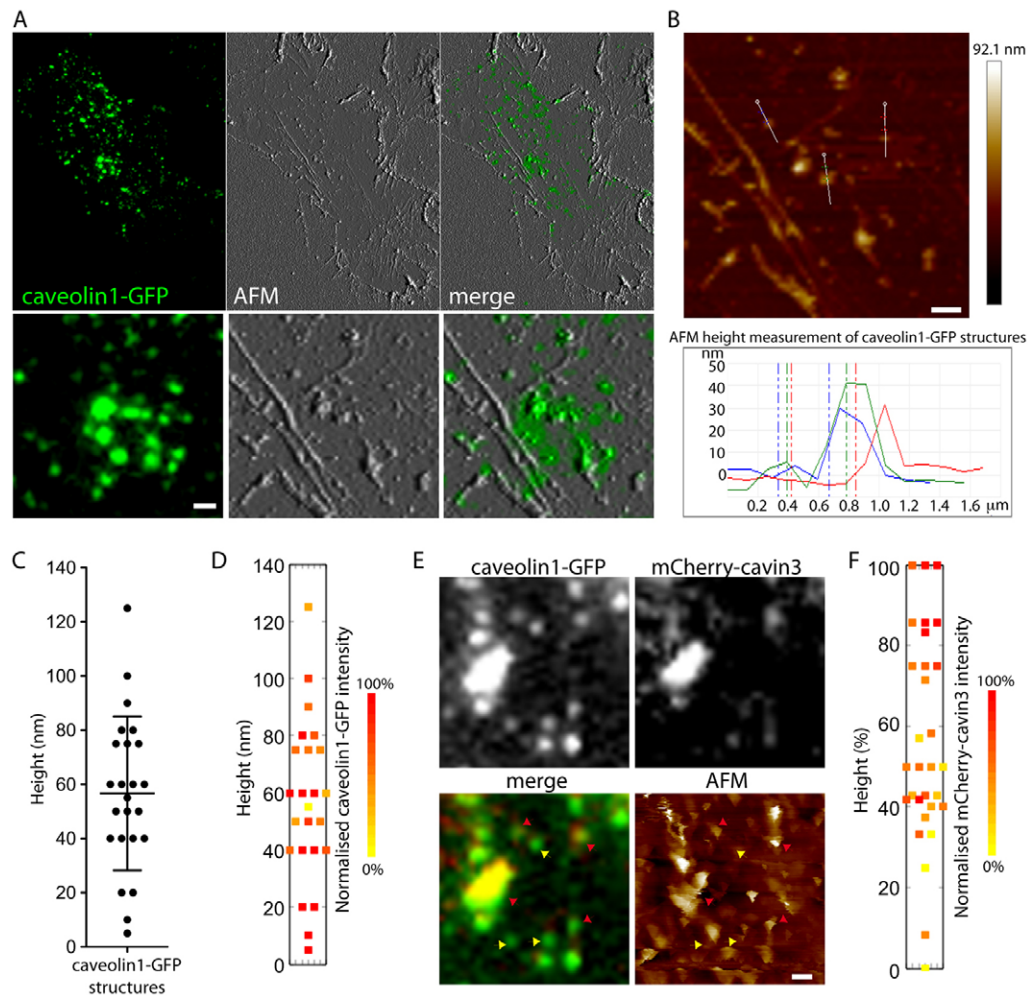 A
caveolin1-GFP
AFM
merge
B
92.1 nm
AFM height measurement of caveolin1-GFP structures
nm
50
40
30
20
10
0
0.2 0.4 0.6 0.8 1.0 1.2 1.4 1.6 µm
C
Height (nm)
140
120
100
80
60
40
20
0
caveolin1-GFP
structures
D
Height (nm)
140
120
100
80
60
40
20
0
100%
0%
Normalised caveolin1-GFP intensity
E
caveolin1-GFP mCherry-cavin3
merge AFM
F
Height (%)
100
80
60
40
20
0
100%
0%
Normalised mCherry-cavin3 intensity